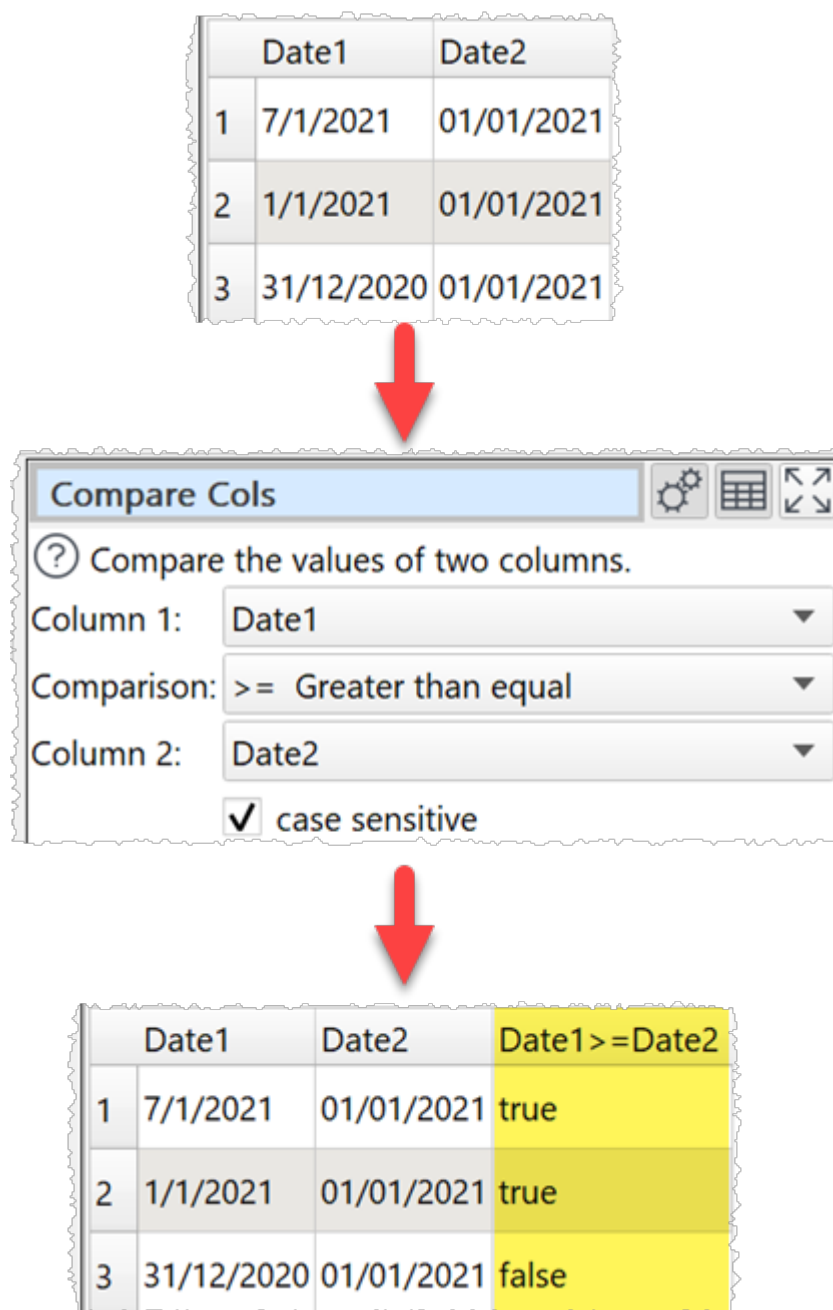 Date1 Date2
1 7/1/2021 01/01/2021
2 1/1/2021 01/01/2021
3 31/12/2020 01/01/2021
Compare Cols
? Compare the values of two columns.
Column 1: Date1
Comparison: >= Greater than equal
Column 2: Date2
case sensitive
Date1 Date2 Date1>=Date2
1 7/1/2021 01/01/2021 true
2 1/1/2021 01/01/2021 true
3 31/12/2020 01/01/2021 false